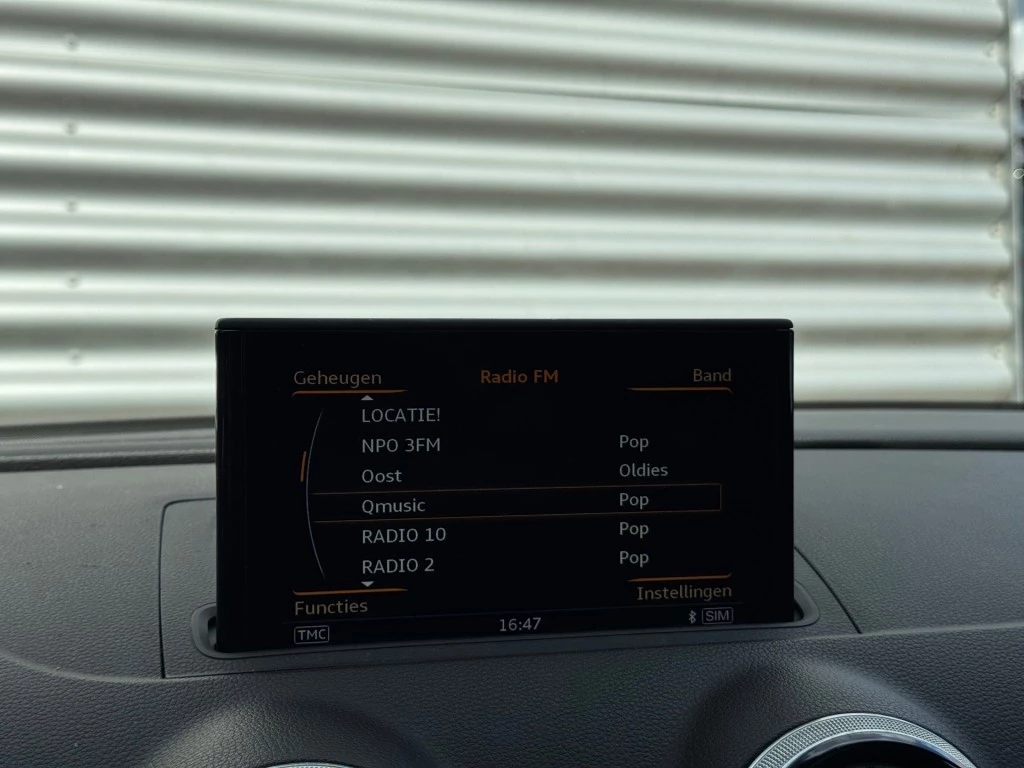 Geheugen Radio FM Band
LOCATIE!
NPO 3FM Pop
Oost Oldies
Qmusic Pop
RADIO 10 Pop
RADIO 2 Pop
Functies Instellingen
TMC 16:47 SIM